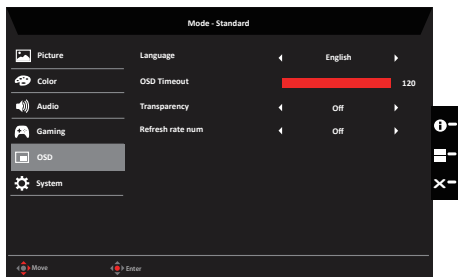 Mode - Standard
Picture
Color
Audio
Gaming
OSD
System
Language English
OSD Timeout 120
Transparency Off
Refresh rate num Off
Move Enter